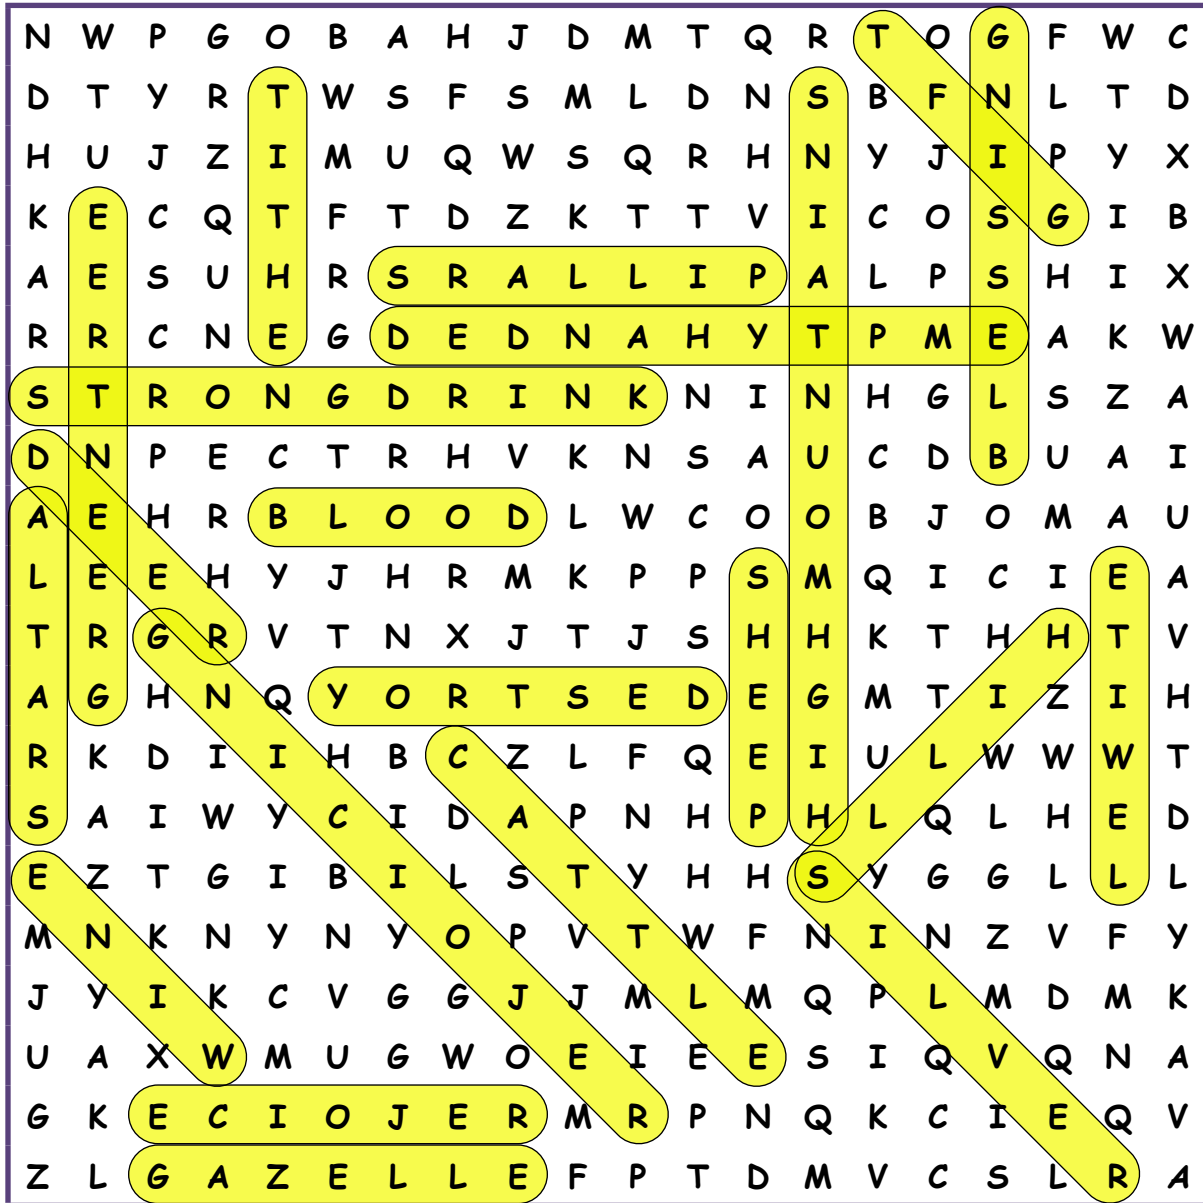 N W P G O B A H J D M T Q R T O G F W C
D T Y R T W S F S M L D N S B F N L T D
H U J Z I M U Q W S Q R H N Y J I P Y X
K E C Q T F T D Z K T T V I C O S G I B
A E S U H R S R A L L I P A L P S H I X
R R C N E G D E D N A H Y T P M E A K W
S T R O N G D R I N K N I N H G L S Z A
D N P E C T R H V K N S A U C D B U A I
A E H R B L O O D L W C O O B J O M A U
L E E H Y J H R M K P P S M Q I C I E A
T R G R V T N X J T J S H H K T H H T V
A G H N Q Y O R T S E D E G M T I Z I H
R K D I I H B C Z L F Q E I U L W W W T
S A I W Y C I D A P N H P H L Q L H E D
E Z T G I B I L S T Y H H S Y G G L L L
M N K N Y N Y O P V T W F N I N Z V F Y
J Y I K C V G G J J M L M Q P L M D M K
U A X W M U G W O E I E E S I Q V Q N A
G K E C I O J E R M R P N Q K C I E Q V
Z L G A Z E L L E F P T D M V C S L R A